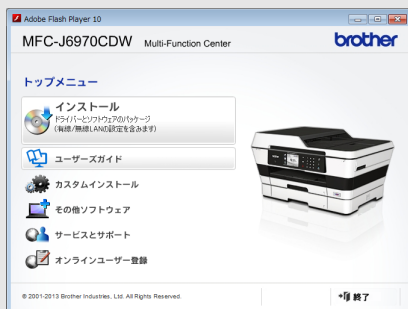 Adobe Flash Player 10
MFC-J6970CDW Multi-Function Center
brother
トップメニュー
インストール
ドライバーとソフトウェアのパッケージ
(有線/無線LANの設定を含みます)
ユーザーズガイド
カスタムインストール
その他ソフトウェア
サービスとサポート
オンラインユーザー登録
© 2001-2013 Brother Industries, Ltd. All Rights Reserved.
終了